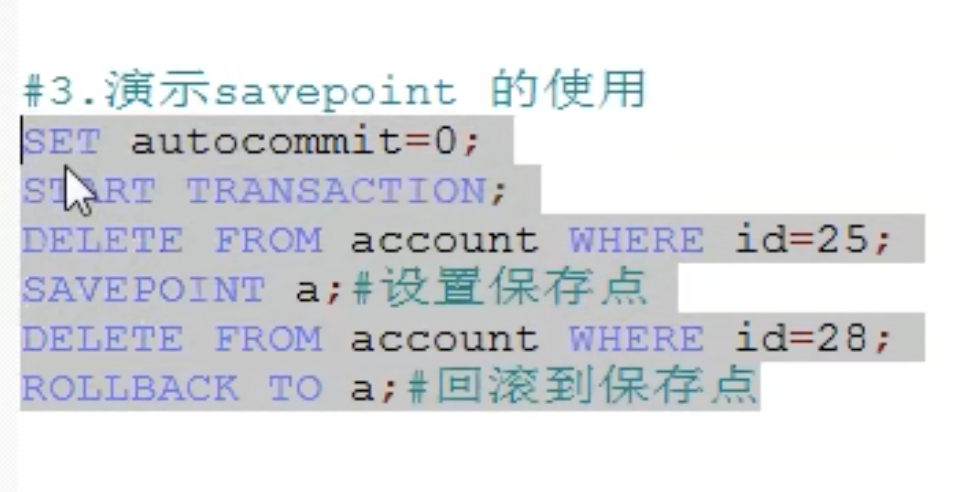 #3.演示savepoint 的使用
SET autocommit=0;
START TRANSACTION;
DELETE FROM account WHERE id=25;
SAVEPOINT a;#设置保存点
DELETE FROM account WHERE id=28;
ROLLBACK TO a;#回滚到保存点